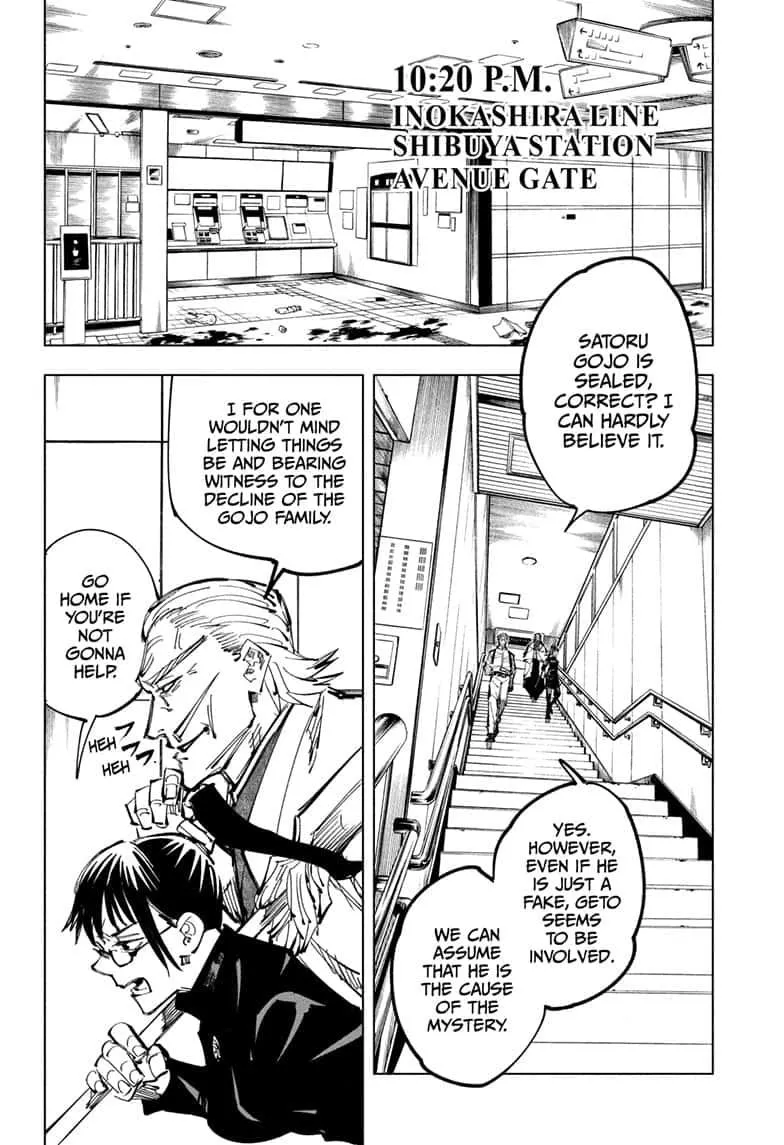 10:20 P.M.
INOKASHIRA LINE
SHIBUYA STATION
AVENUE GATE
SATORU
GOJO IS
SEALED,
CORRECT? I
CAN HARDLY
BELIEVE IT.
YES.
HOWEVER,
EVEN IF HE
IS JUST A
FAKE, GETO
SEEMS
TO BE
INVOLVED.
WE CAN
ASSUME
THAT HE IS
THE CAUSE
OF THE
MYSTERY.
I FOR ONE
WOULDN'T MIND
LETTING THINGS
BE AND BEARING
WITNESS TO THE
DECLINE OF THE
GOJO FAMILY.
GO
HOME IF
YOU'RE
NOT
GONNA
HELP.
HEH
HEH